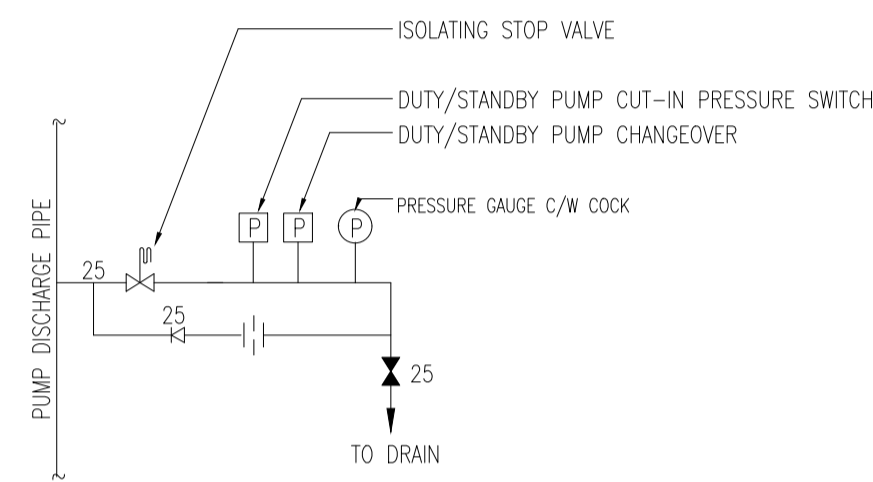 ISOLATING STOP VALVE
DUTY/STANDBY PUMP CUT-IN PRESSURE SWITCH
DUTY/STANDBY PUMP CHANGEOVER
PRESSURE GAUGE C/W COCK
P
P
P
PUMP DISCHARGE PIPE
25
25
25
TO DRAIN